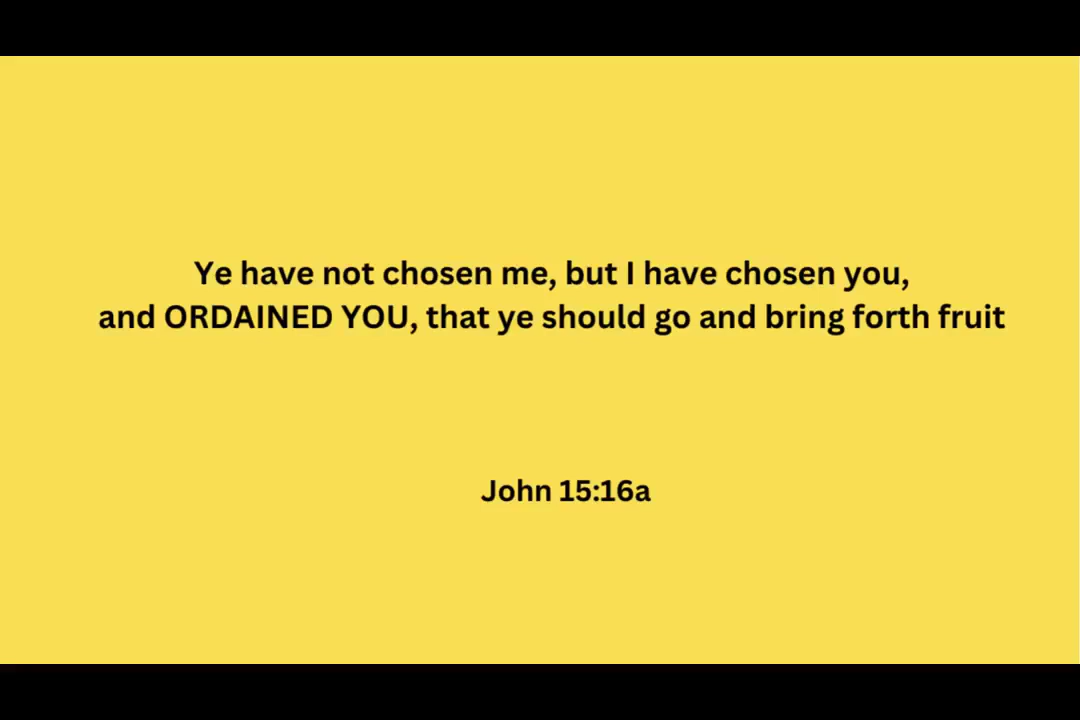 Ye have not chosen me, but I have chosen you,
and ORDAINED YOU, that ye should go and bring forth fruit
John 15:16a